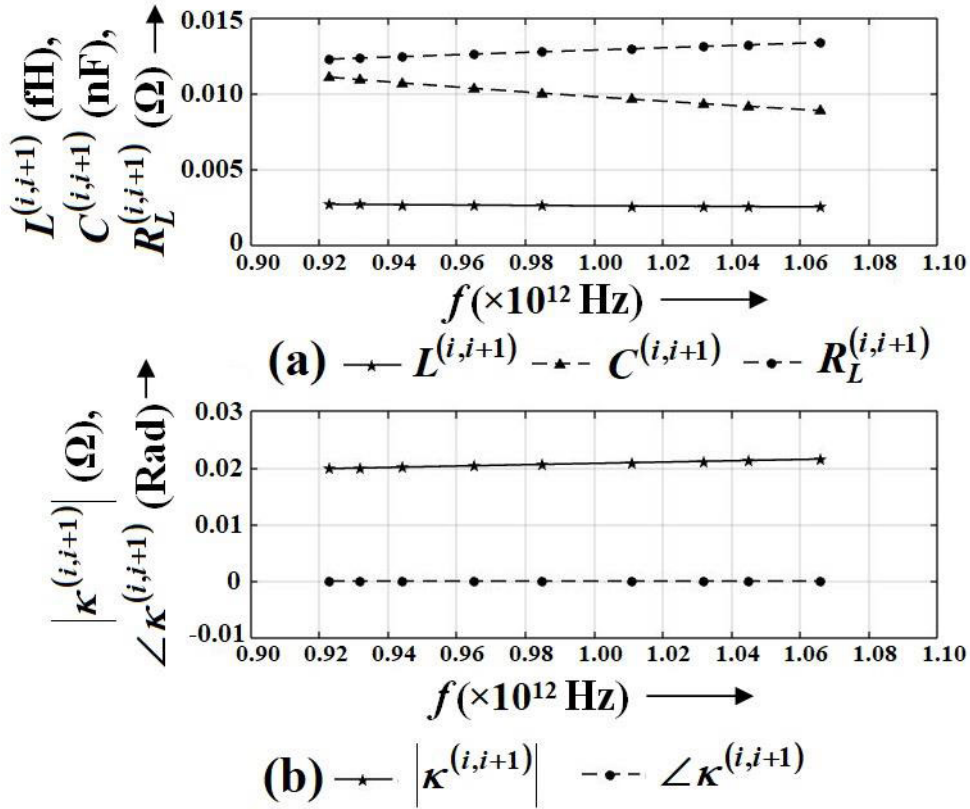 L^(i,i+1) (fH),
C^(i,i+1) (nF),
R_L^(i,i+1) (Ω)
0.015
0.010
0.005
0
0.90 0.92 0.94 0.96 0.98 1.00 1.02 1.04 1.06 1.08 1.10
f (×10^12 Hz)
(a) L^(i,i+1) C^(i,i+1) R_L^(i,i+1)
|κ^(i,i+1)| (Ω),
∠κ^(i,i+1) (Rad)
0.03
0.02
0.01
0
-0.01
0.90 0.92 0.94 0.96 0.98 1.00 1.02 1.04 1.06 1.08 1.10
f (×10^12 Hz)
(b) |κ^(i,i+1)| ∠κ^(i,i+1)